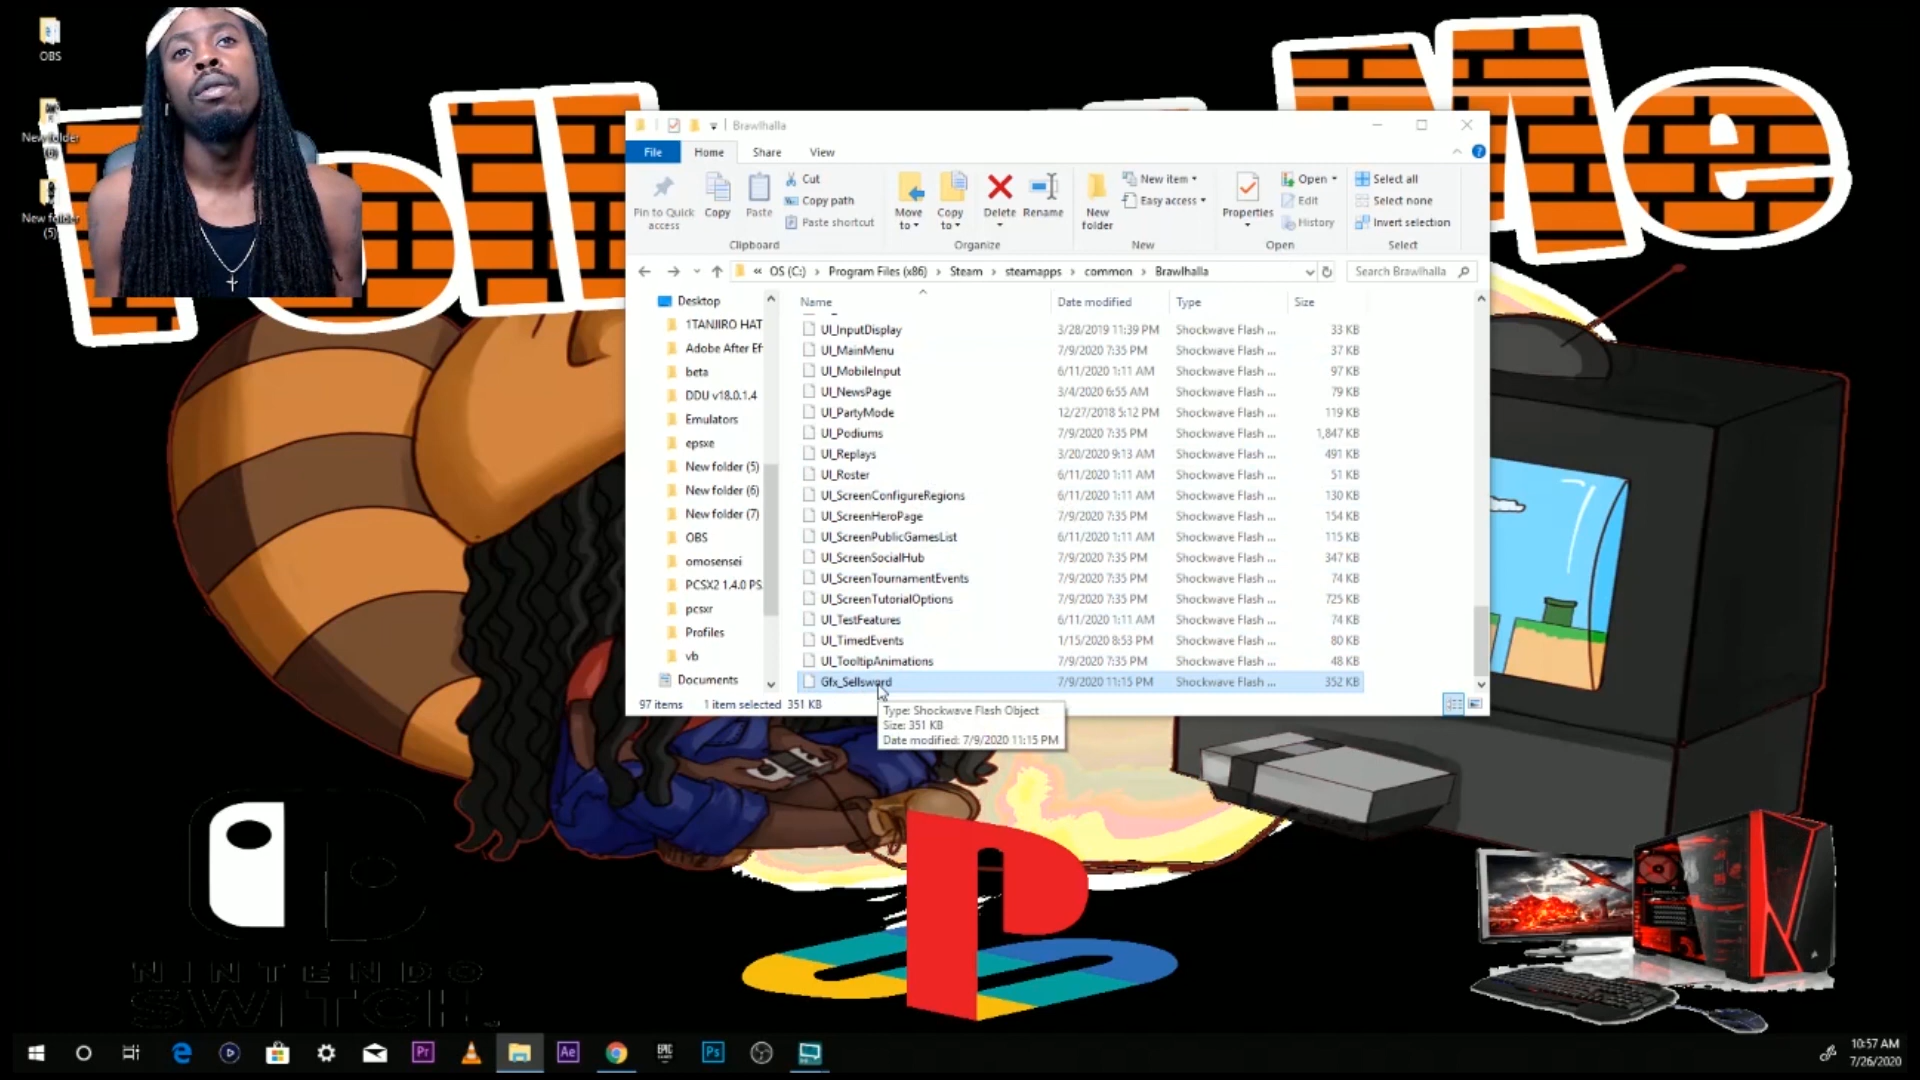 OBS
New folder
(6)
New folder
(5)
Me
Brawlhalla
File
Home
Share
View
Pin to Quick
access
Copy
Paste
Cut
Copy path
Paste shortcut
Clipboard
Move
to
Copy
to
Delete
Rename
Organize
New
folder
New item
Easy access
New
Properties
Open
Edit
History
Open
Select all
Select none
Invert selection
Select
« OS (C:) › Program Files (x86) › Steam › steamapps › common › Brawlhalla
Search Brawlhalla
Desktop
1TANJIRO HAT
Adobe After Ef
beta
DDU v18.0.1.4
Emulators
epsxe
New folder (5)
New folder (6)
New folder (7)
OBS
omosensei
PCSX2 1.4.0 PS
pcsxr
Profiles
vb
Documents
Name Date modified Type Size
UI_InputDisplay 3/28/2019 11:39 PM Shockwave Flash ... 33 KB
UI_MainMenu 7/9/2020 7:35 PM Shockwave Flash ... 37 KB
UI_MobileInput 6/11/2020 1:11 AM Shockwave Flash ... 97 KB
UI_NewsPage 3/4/2020 6:55 AM Shockwave Flash ... 79 KB
UI_PartyMode 12/27/2018 5:12 PM Shockwave Flash ... 119 KB
UI_Podiums 7/9/2020 7:35 PM Shockwave Flash ... 1,847 KB
UI_Replays 3/20/2020 9:13 AM Shockwave Flash ... 491 KB
UI_Roster 6/11/2020 1:11 AM Shockwave Flash ... 51 KB
UI_ScreenConfigureRegions 6/11/2020 1:11 AM Shockwave Flash ... 130 KB
UI_ScreenHeroPage 7/9/2020 7:35 PM Shockwave Flash ... 154 KB
UI_ScreenPublicGamesList 6/11/2020 1:11 AM Shockwave Flash ... 115 KB
UI_ScreenSocialHub 7/9/2020 7:35 PM Shockwave Flash ... 347 KB
UI_ScreenTournamentEvents 7/9/2020 7:35 PM Shockwave Flash ... 74 KB
UI_ScreenTutorialOptions 7/9/2020 7:35 PM Shockwave Flash ... 725 KB
UI_TestFeatures 6/11/2020 1:11 AM Shockwave Flash ... 74 KB
UI_TimedEvents 1/15/2020 8:53 PM Shockwave Flash ... 80 KB
UI_TooltipAnimations 7/9/2020 7:35 PM Shockwave Flash ... 48 KB
Gfx_Sellsword 7/9/2020 11:15 PM Shockwave Flash ... 352 KB
97 items 1 item selected 351 KB
Type: Shockwave Flash Object
Size: 351 KB
Date modified: 7/9/2020 11:15 PM
NINTENDO
SWITCH.
Pr
Ae
EPIC
Ps
10:57 AM
7/26/2020